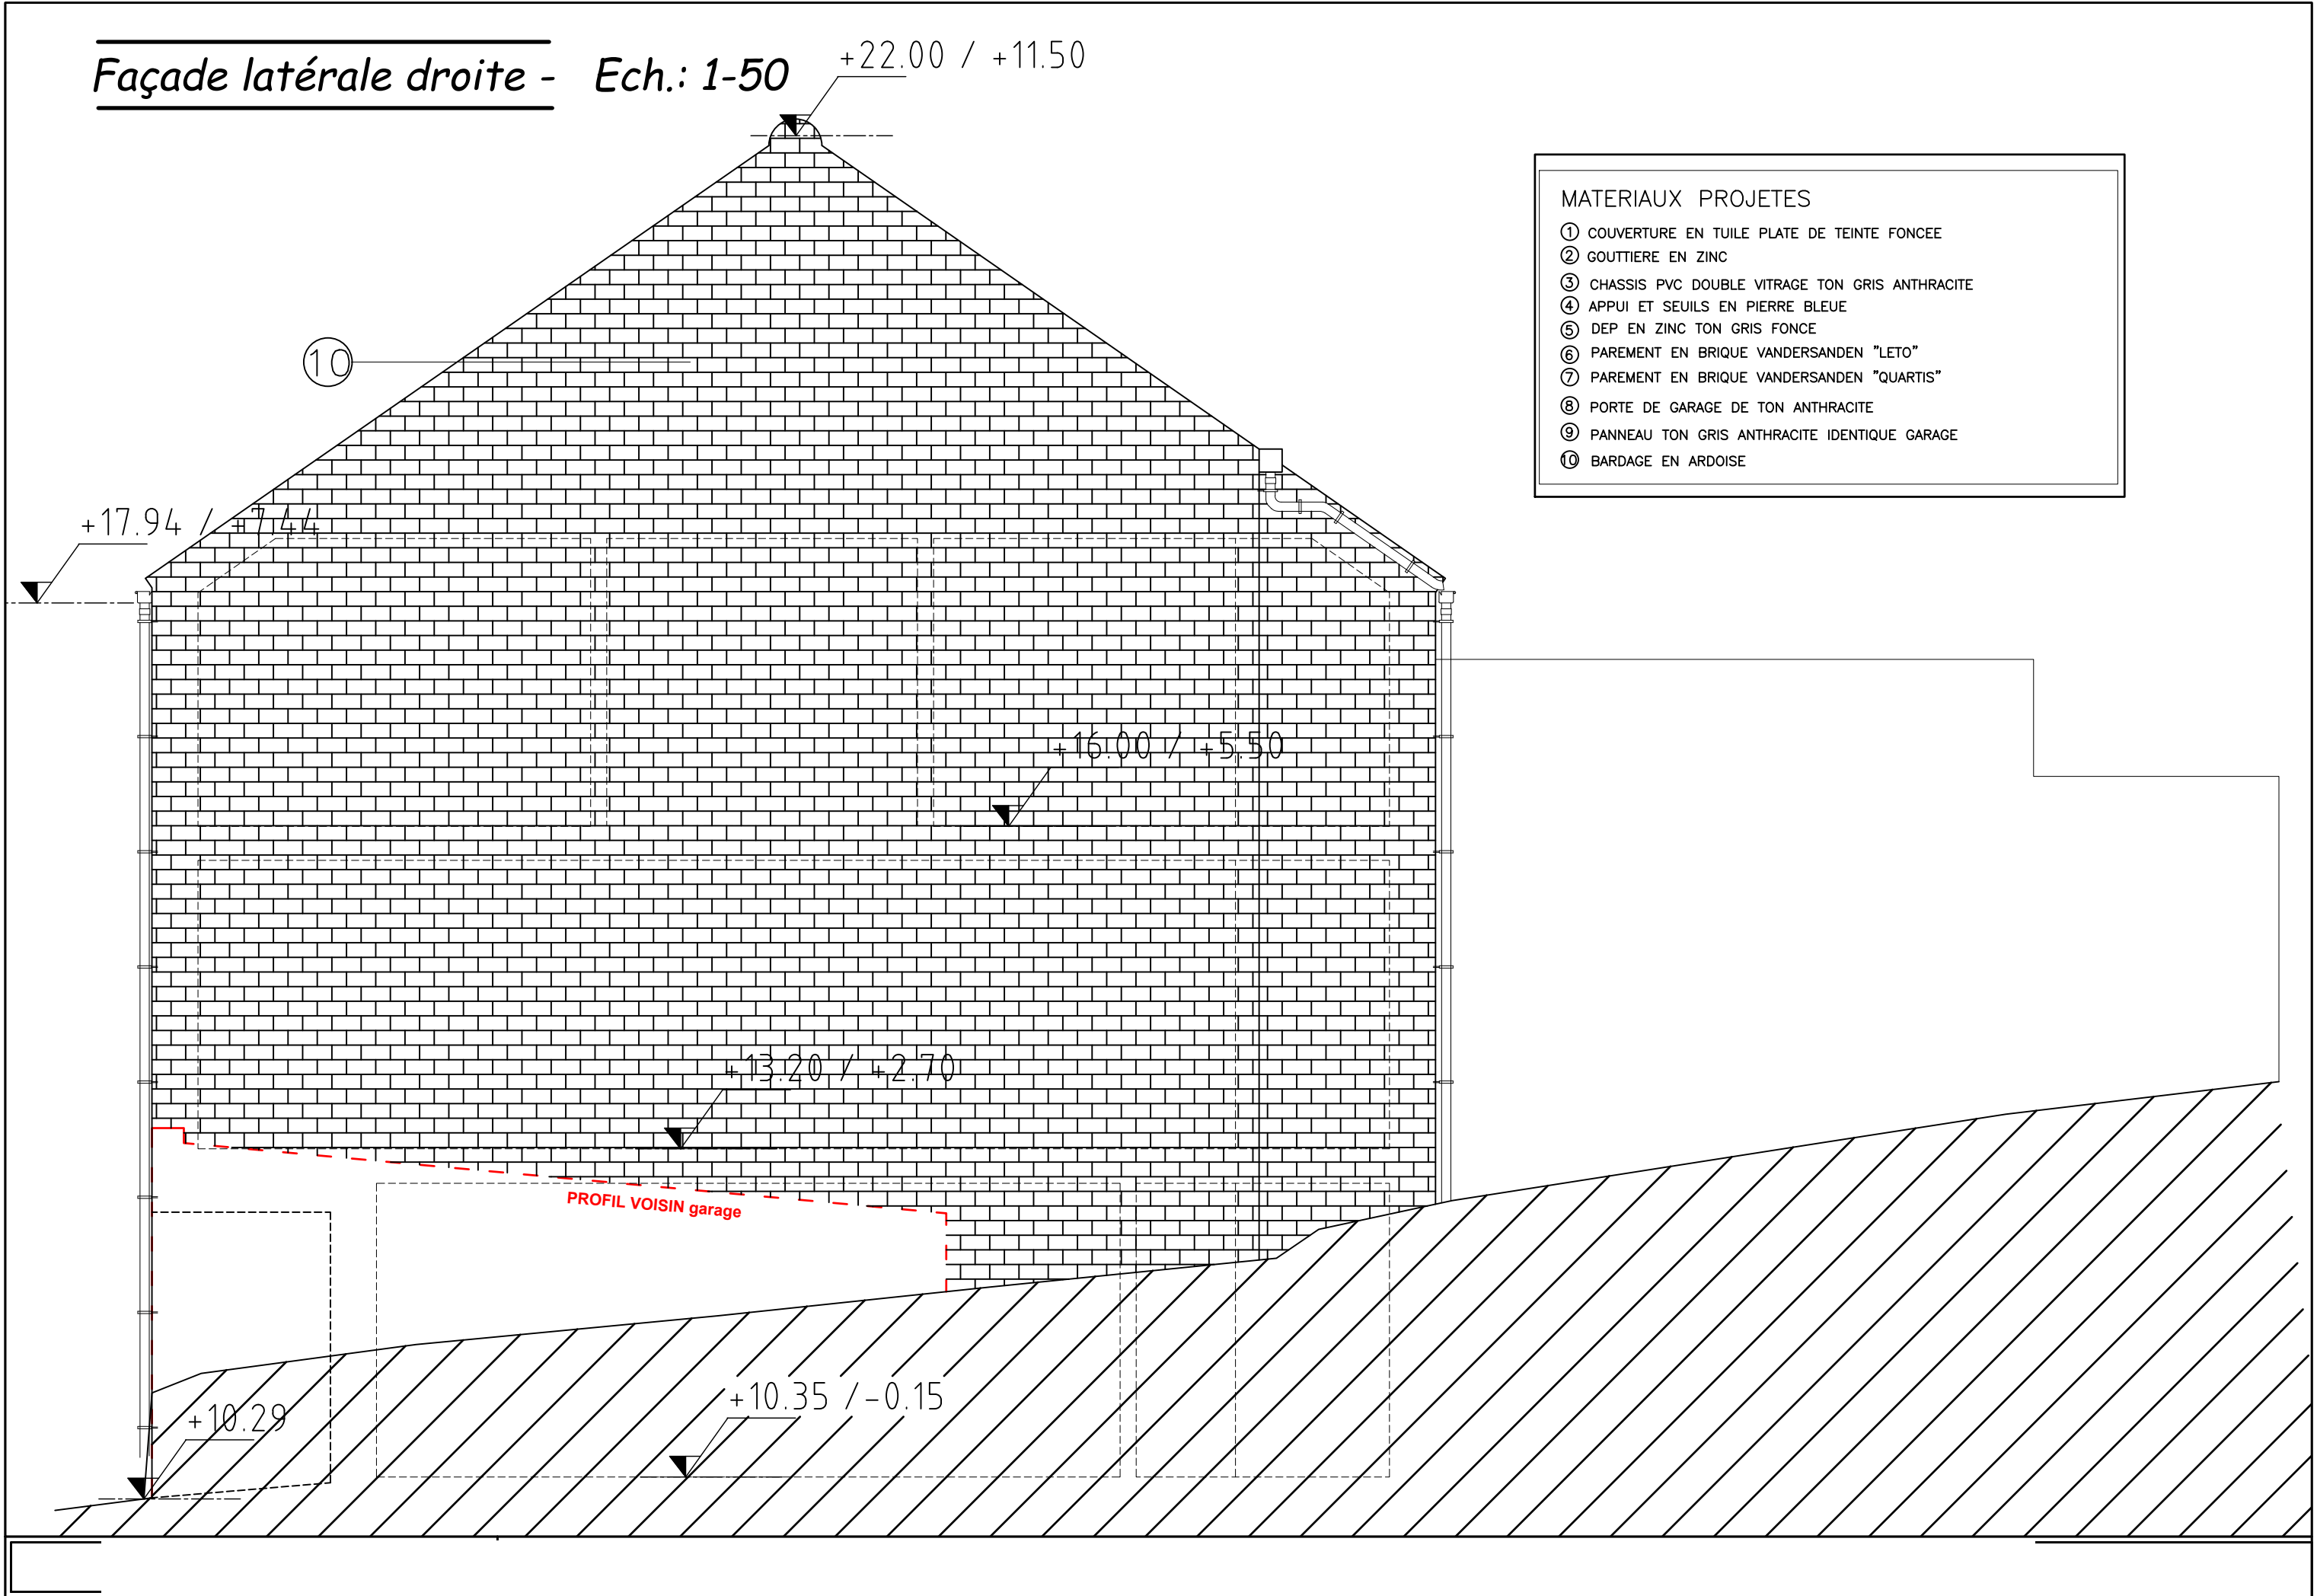 Façade latérale droite - Ech.: 1-50
+22.00 / +11.50
MATERIAUX PROJETES
① COUVERTURE EN TUILE PLATE DE TEINTE FONCEE
② GOUTTIERE EN ZINC
③ CHASSIS PVC DOUBLE VITRAGE TON GRIS ANTHRACITE
④ APPUI ET SEUILS EN PIERRE BLEUE
⑤ DEP EN ZINC TON GRIS FONCE
⑥ PAREMENT EN BRIQUE VANDERSANDEN "LETO"
⑦ PAREMENT EN BRIQUE VANDERSANDEN "QUARTIS"
⑧ PORTE DE GARAGE DE TON ANTHRACITE
⑨ PANNEAU TON GRIS ANTHRACITE IDENTIQUE GARAGE
⑩ BARDAGE EN ARDOISE
10
+17.94 / +7.44
+16.00 / +5.50
+13.20 / +2.70
PROFIL VOISIN garage
+10.35 /-0.15
+10.29